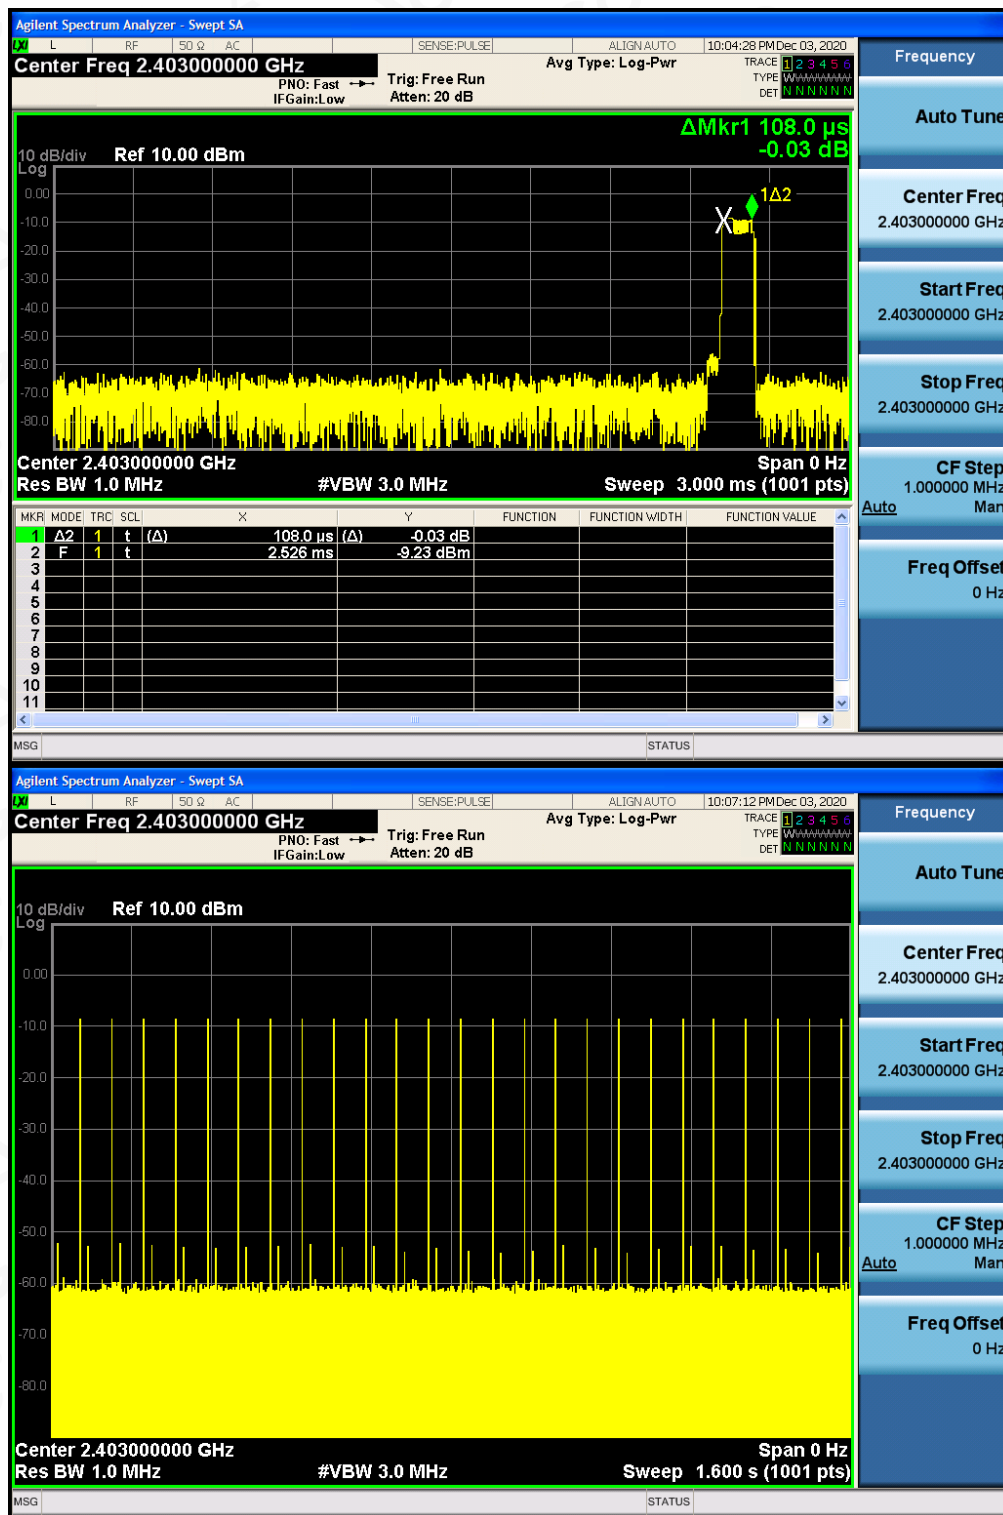 Agilent Spectrum Analyzer - Swept SA
LXI L RF 50 Ω AC SENSE:PULSE ALIGN AUTO 10:04:28 PM Dec 03, 2020
Center Freq 2.403000000 GHz
PNO: Fast
IFGain:Low
Trig: Free Run
Atten: 20 dB
Avg Type: Log-Pwr
TRACE 1 2 3 4 5 6
TYPE
DET N N N N N N
ΔMkr1 108.0 µs
-0.03 dB
10 dB/div Ref 10.00 dBm
Log
0.00
1Δ2
X
-10.0
-20.0
-30.0
-40.0
-50.0
-60.0
-70.0
-80.0
Center 2.403000000 GHz Span 0 Hz
Res BW 1.0 MHz #VBW 3.0 MHz Sweep 3.000 ms (1001 pts)
MKR MODE TRC SCL X Y FUNCTION FUNCTION WIDTH FUNCTION VALUE
1 Δ2 1 t (Δ) 108.0 µs (Δ) -0.03 dB
2 F 1 t 2.526 ms -9.23 dBm
3
4
5
6
7
8
9
10
11
MSG STATUS
Frequency
Auto Tune
Center Freq
2.403000000 GHz
Start Freq
2.403000000 GHz
Stop Freq
2.403000000 GHz
CF Step
1.000000 MHz
Auto Man
Freq Offset
0 Hz
Agilent Spectrum Analyzer - Swept SA
LXI L RF 50 Ω AC SENSE:PULSE ALIGN AUTO 10:07:12 PM Dec 03, 2020
Center Freq 2.403000000 GHz
PNO: Fast
IFGain:Low
Trig: Free Run
Atten: 20 dB
Avg Type: Log-Pwr
TRACE 1 2 3 4 5 6
TYPE
DET N N N N N N
10 dB/div Ref 10.00 dBm
Log
0.00
-10.0
-20.0
-30.0
-40.0
-50.0
-60.0
-70.0
-80.0
Center 2.403000000 GHz Span 0 Hz
Res BW 1.0 MHz #VBW 3.0 MHz Sweep 1.600 s (1001 pts)
MSG STATUS
Frequency
Auto Tune
Center Freq
2.403000000 GHz
Start Freq
2.403000000 GHz
Stop Freq
2.403000000 GHz
CF Step
1.000000 MHz
Auto Man
Freq Offset
0 Hz